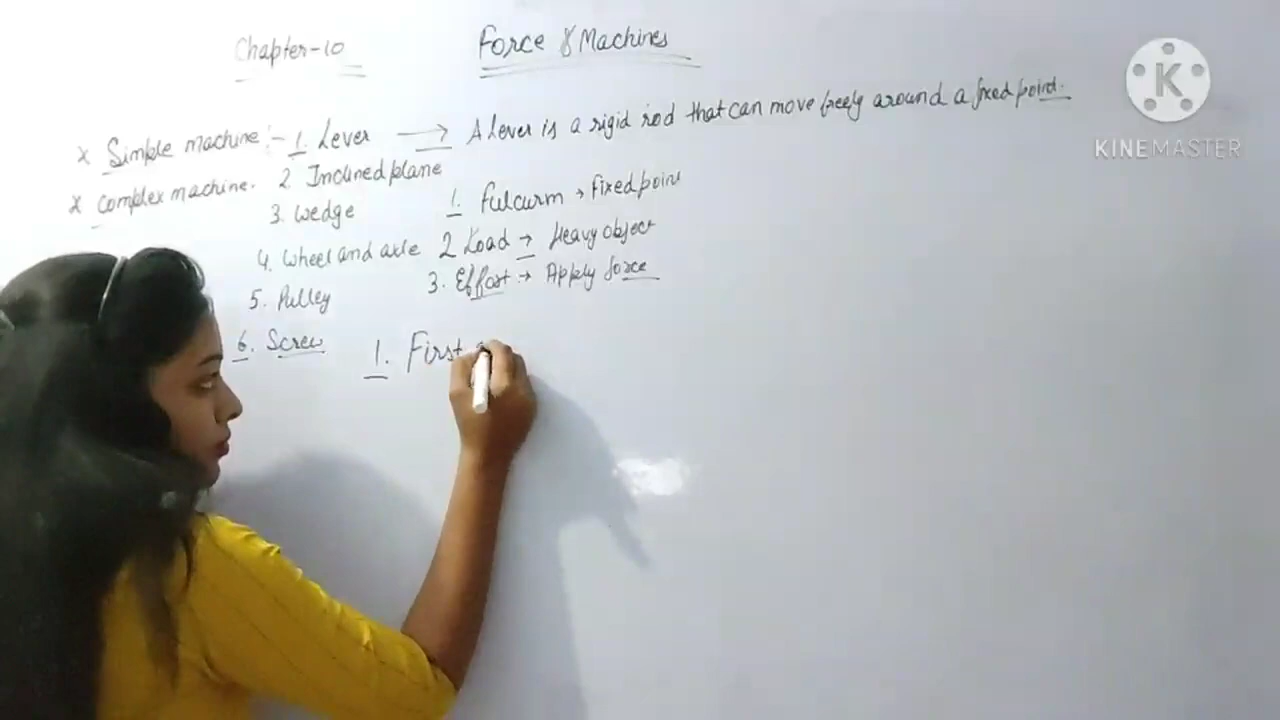 Chapter-10
Force & Machines
* Simple machine :- 1. Lever → A Lever is a rigid rod that can move freely around a fixed point.
* Complex machine. 2. Inclined plane
3. Wedge
1. Fulcurm → Fixed point
4. Wheel and axle
2 Load → Heavy object
5. Pulley
3. Effort → Apply force
6. Screw
1. First
K
KINEMASTER